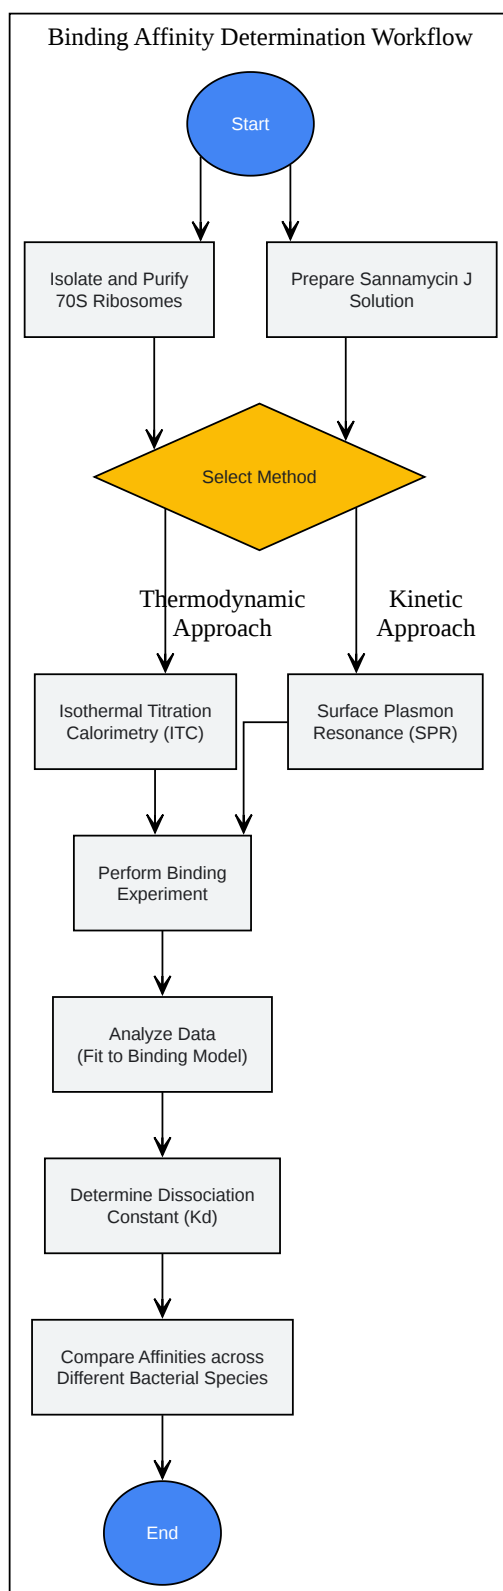 Binding Affinity Determination Workflow
Start
Isolate and Purify
70S Ribosomes
Prepare Sannamycin J
Solution
Select Method
Thermodynamic
Approach
Kinetic
Approach
Isothermal Titration
Calorimetry (ITC)
Surface Plasmon
Resonance (SPR)
Perform Binding
Experiment
Analyze Data
(Fit to Binding Model)
Determine Dissociation
Constant (Kd)
Compare Affinities across
Different Bacterial Species
End